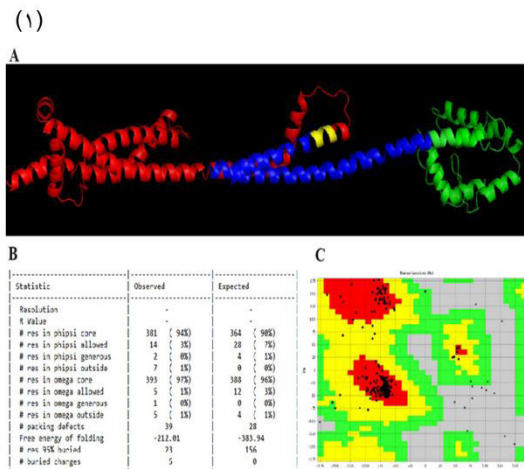 (١)
A
B
C
Statistic Observed Expected
Resolution - -
R Value - -
# res in phipsi core 381 ( 94%) 364 ( 90%)
# res in phipsi allowed 14 ( 3%) 28 ( 7%)
# res in phipsi generous 2 ( 0%) 4 ( 1%)
# res in phipsi outside 7 ( 1%) 0 ( 0%)
# res in omega core 393 ( 97%) 388 ( 96%)
# res in omega allowed 5 ( 1%) 12 ( 3%)
# res in omega generous 1 ( 0%) 0 ( 0%)
# res in omega outside 5 ( 1%) 4 ( 1%)
# packing defects 39 28
Free energy of folding -212.01 -383.94
# res 95% buried 23 156
# buried charges 5 0